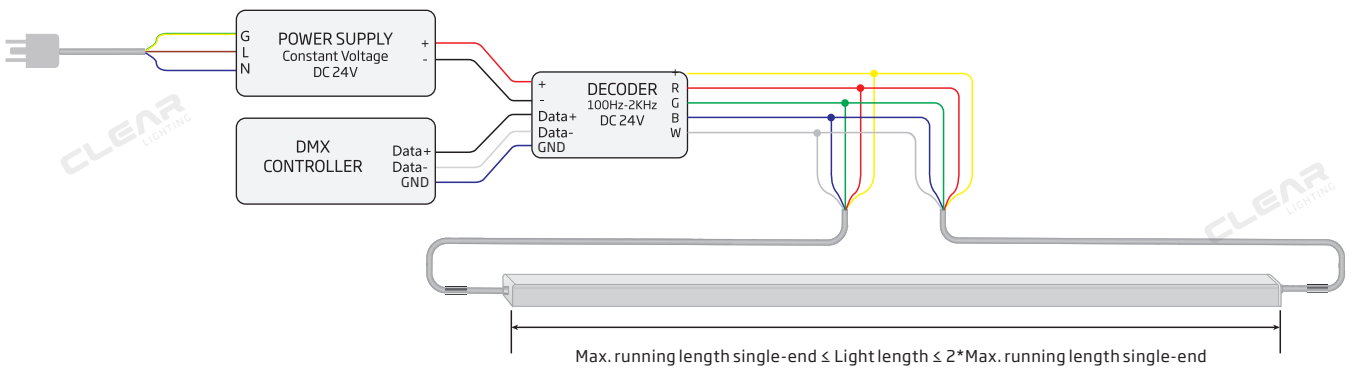 G
L
N
POWER SUPPLY
Constant Voltage
DC 24V
+
-
DMX
CONTROLLER
Data+
Data-
GND
+
-
Data+
Data-
GND
DECODER
100Hz-2KHz
DC 24V
+
R
G
B
W
CLEAR
LIGHTING
CLEAR
LIGHTING
Max. running length single-end ≤ Light length ≤ 2*Max. running length single-end